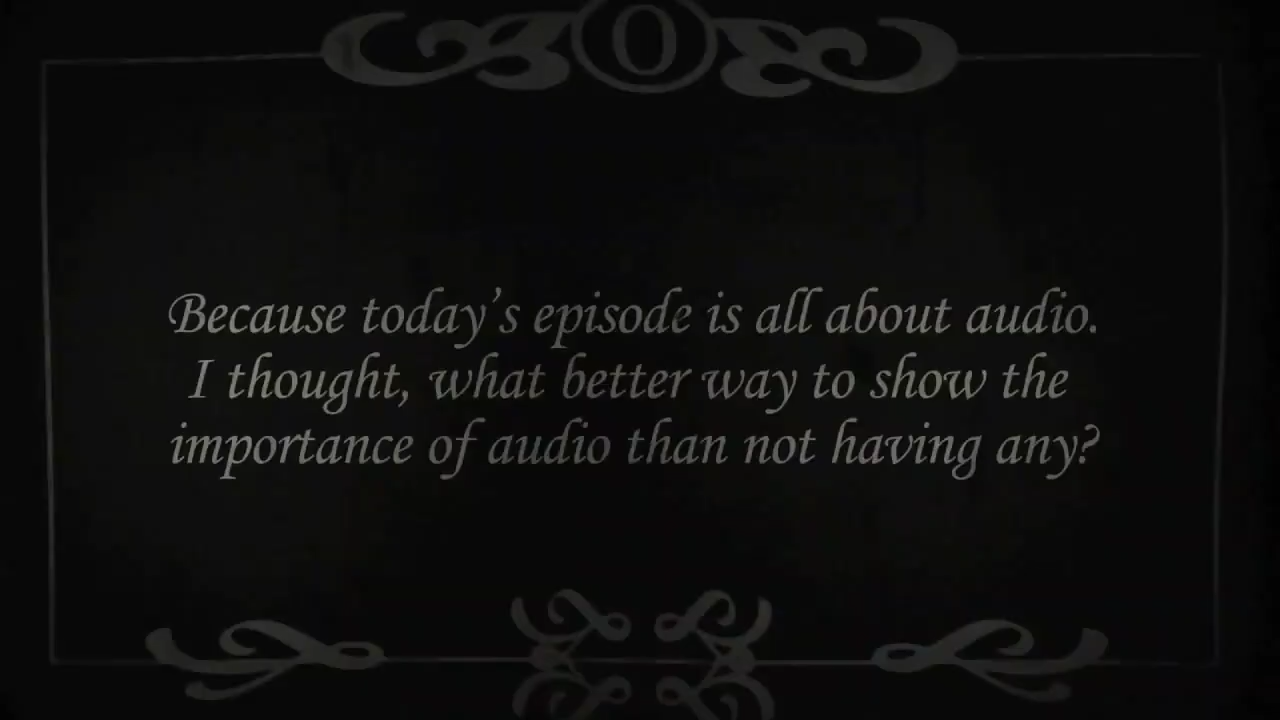 O
Because today's episode is all about audio.
I thought, what better way to show the
importance of audio than not having any?